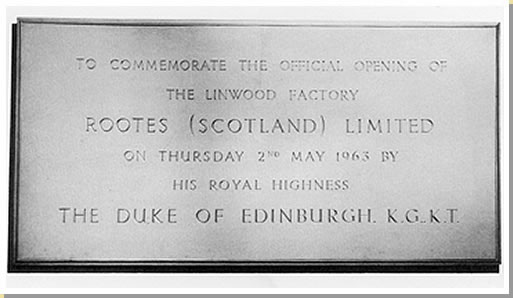 TO COMMEMORATE THE OFFICIAL OPENING OF
THE LINWOOD FACTORY
ROOTES (SCOTLAND) LIMITED
ON THURSDAY 2ND MAY 1963 BY
HIS ROYAL HIGHNESS
THE DUKE OF EDINBURGH. K.G., K.T.